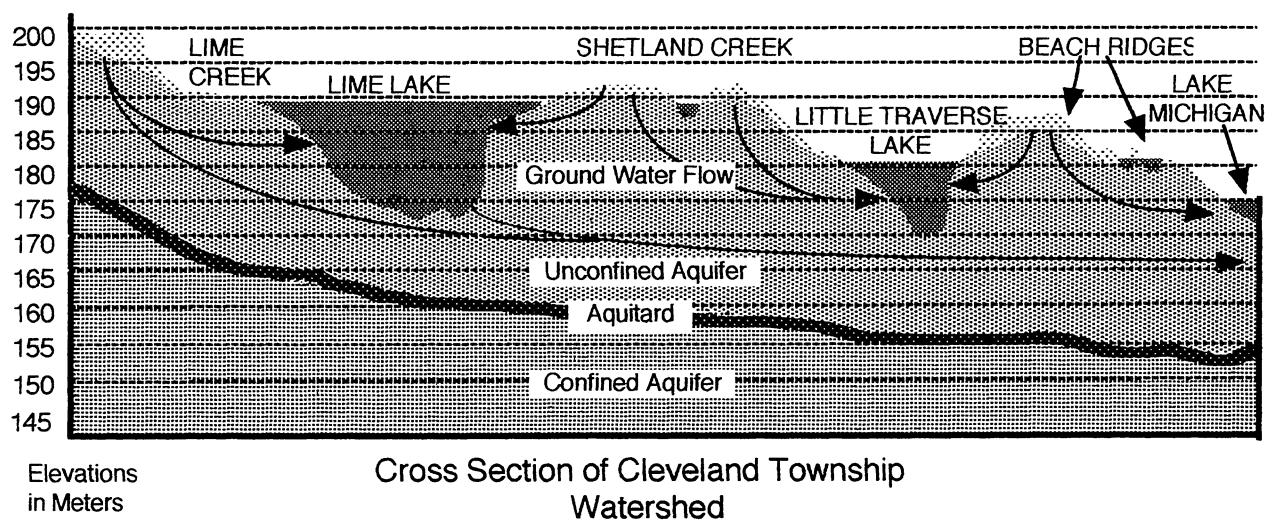 200
195
190
185
180
175
170
165
160
155
150
145
LIME
CREEK
LIME LAKE
SHETLAND CREEK
BEACH RIDGES
LAKE
MICHIGAN
LITTLE TRAVERSE
LAKE
Ground Water Flow
Unconfined Aquifer
Aquitard
Confined Aquifer
Elevations
in Meters
Cross Section of Cleveland Township
Watershed